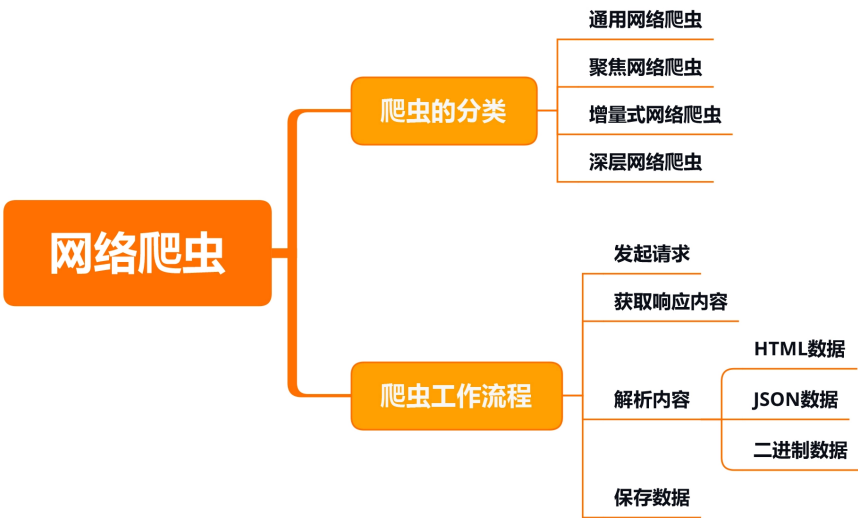 网络爬虫
爬虫的分类
通用网络爬虫
聚焦网络爬虫
增量式网络爬虫
深层网络爬虫
爬虫工作流程
发起请求
获取响应内容
解析内容
HTML数据
JSON数据
二进制数据
保存数据